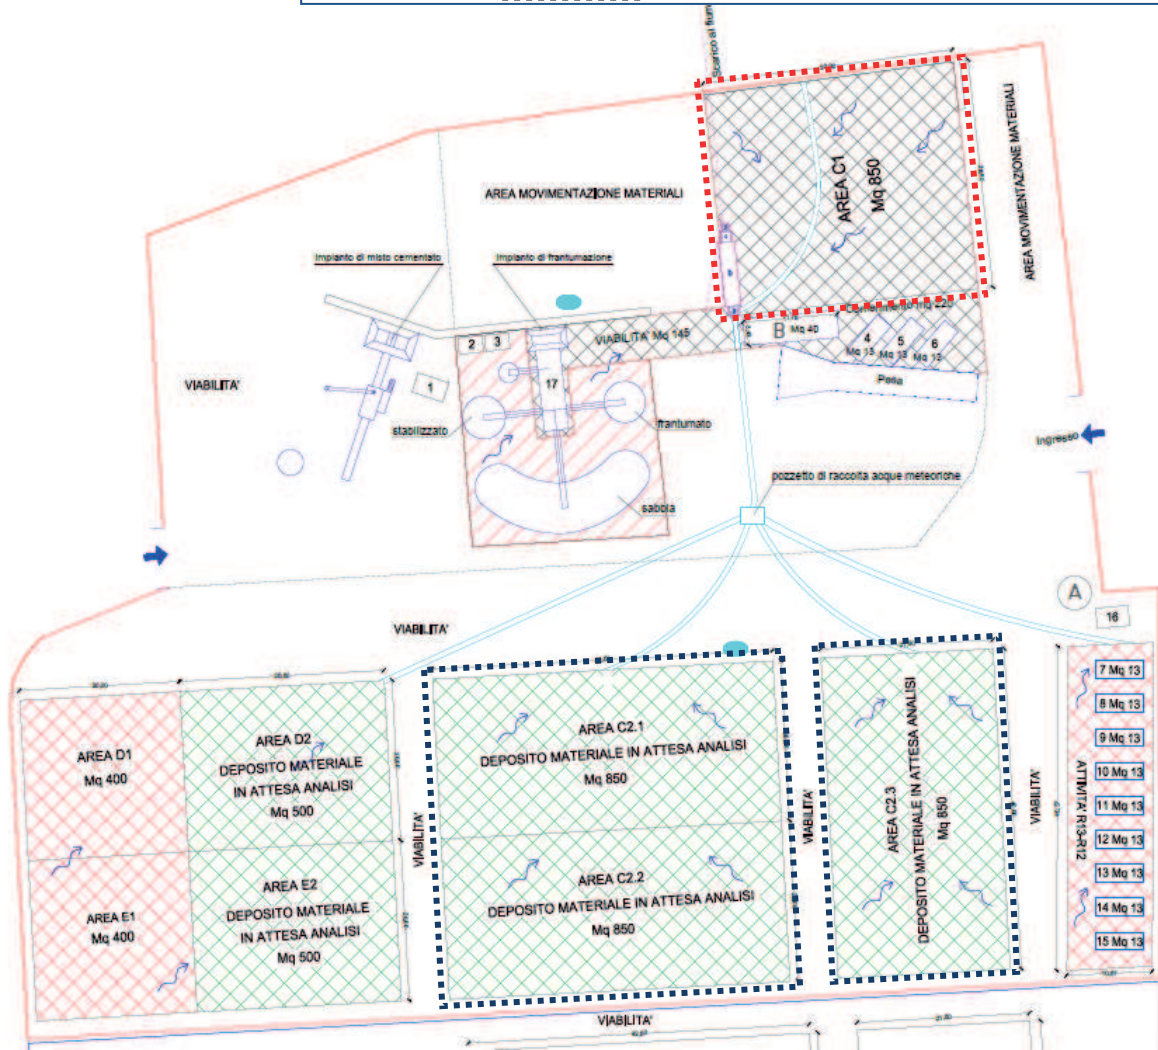 Scarico al fium
AREA MOVIMENTAZIONE MATERIALI
AREA C1
Mq 850
AREA MOVIMENTAZIONE MATERIALI
Impianto di misto cementato
Impianto di frantumazione
Conferimento mq 220
VIABILITA' Mq 145
B Mq 40
4
Mq 13
5
Mq 13
6
Mq 13
2
3
VIABILITA'
1
17
Pesa
stabilizzato
frantumato
Ingresso
pozzetto di raccolta acque meteoriche
sabbia
A
16
VIABILITA'
AREA D1
Mq 400
AREA D2
DEPOSITO MATERIALE
IN ATTESA ANALISI
Mq 500
AREA C2.1
DEPOSITO MATERIALE IN ATTESA ANALISI
Mq 850
AREA C2.3
DEPOSITO MATERIALE IN ATTESA ANALISI
Mq 850
VIABILITA'
VIABILITA'
VIABILITA'
ATTIVITA' R13-R12
7 Mq 13
8 Mq 13
9 Mq 13
10 Mq 13
11 Mq 13
12 Mq 13
13 Mq 13
14 Mq 13
15 Mq 13
AREA E1
Mq 400
AREA E2
DEPOSITO MATERIALE
IN ATTESA ANALISI
Mq 500
AREA C2.2
DEPOSITO MATERIALE IN ATTESA ANALISI
Mq 850
VIABILITA'